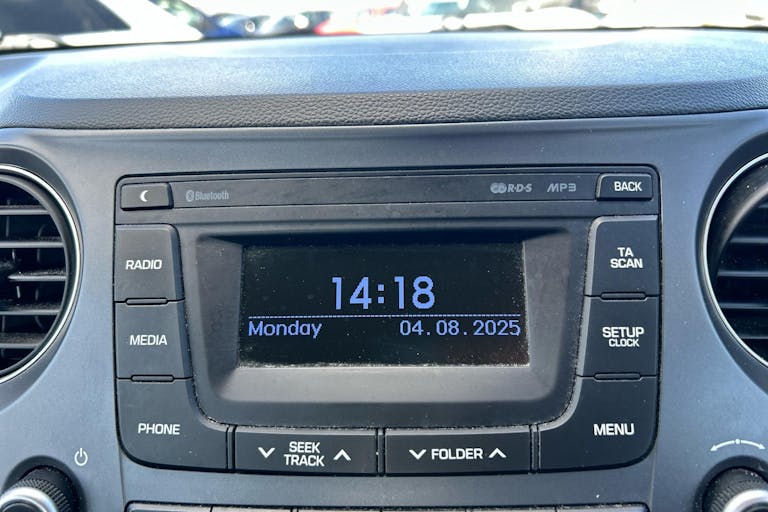 Bluetooth
R·D·S
MP3
BACK
RADIO
TA
SCAN
14:18
Monday 04.08.2025
MEDIA
SETUP
CLOCK
PHONE
SEEK
TRACK
FOLDER
MENU